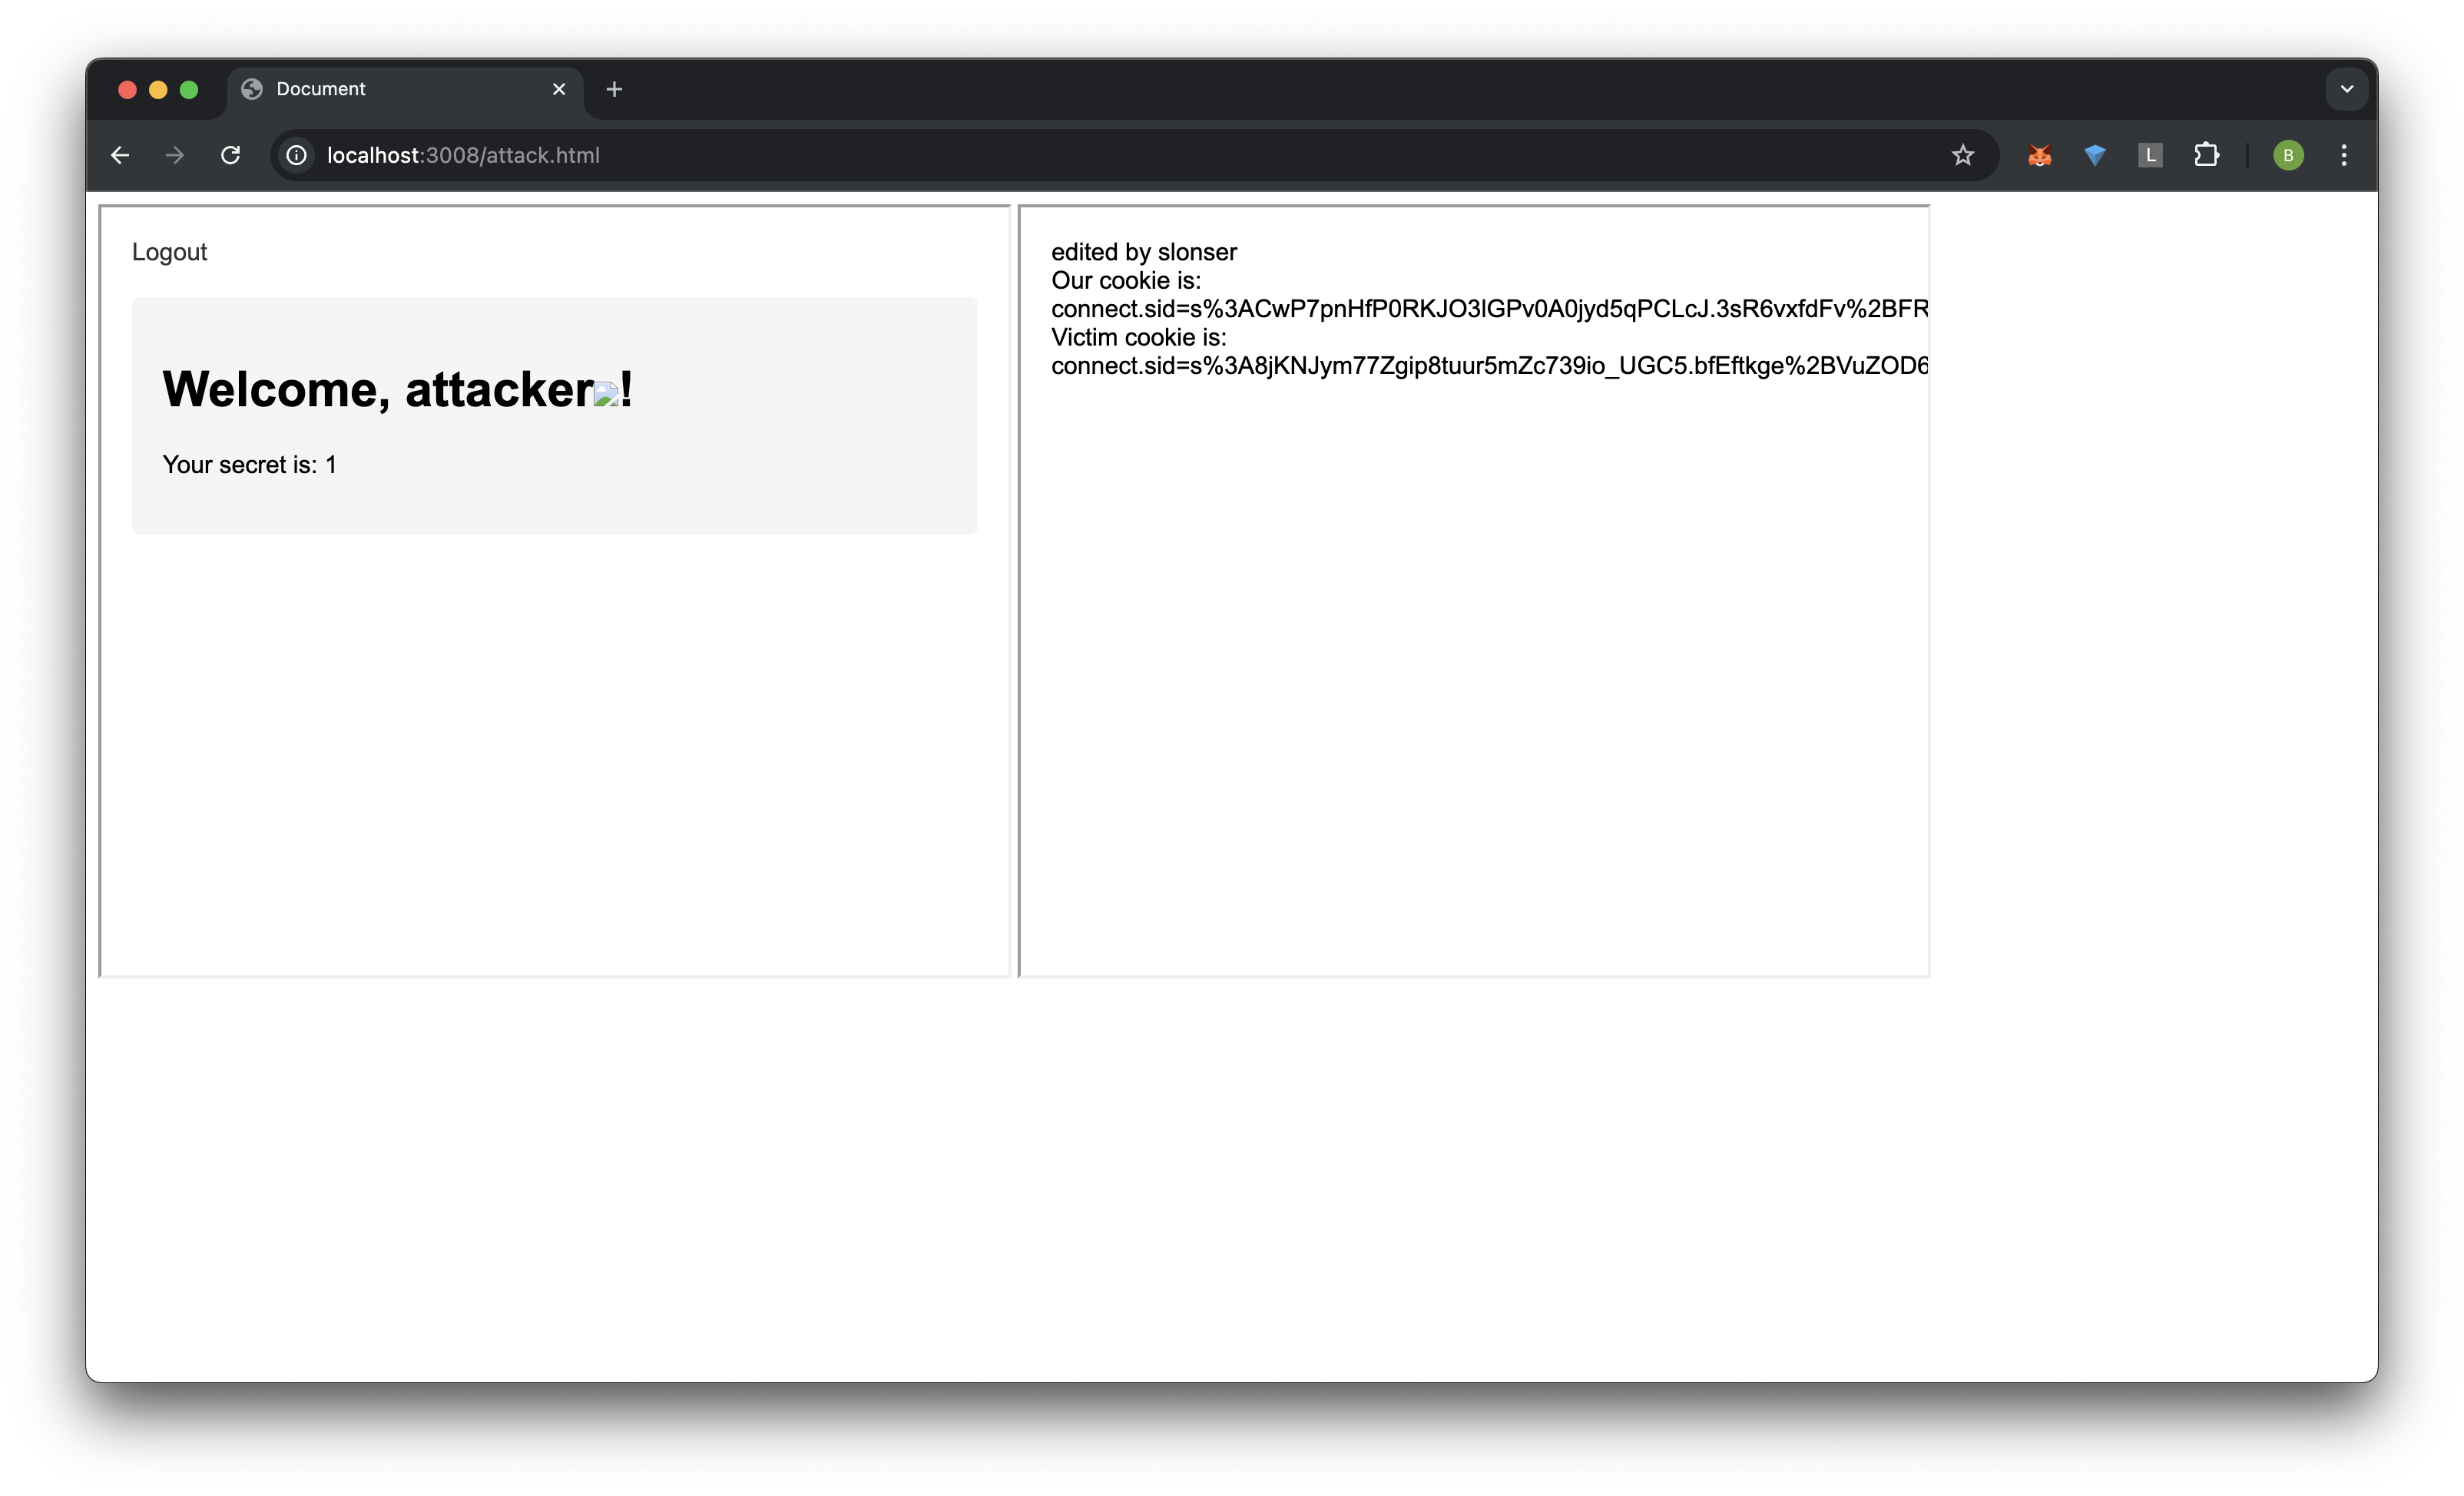 Document
localhost:3008/attack.html
L
B
Logout
Welcome, attacker!
Your secret is: 1
edited by slonser
Our cookie is:
connect.sid=s%3ACwP7pnHfP0RKJO3lGPv0A0jyd5qPCLcJ.3sR6vxfdFv%2BFR
Victim cookie is:
connect.sid=s%3A8jKNJym77Zgip8tuur5mZc739io_UGC5.bfEftkge%2BVuZOD6